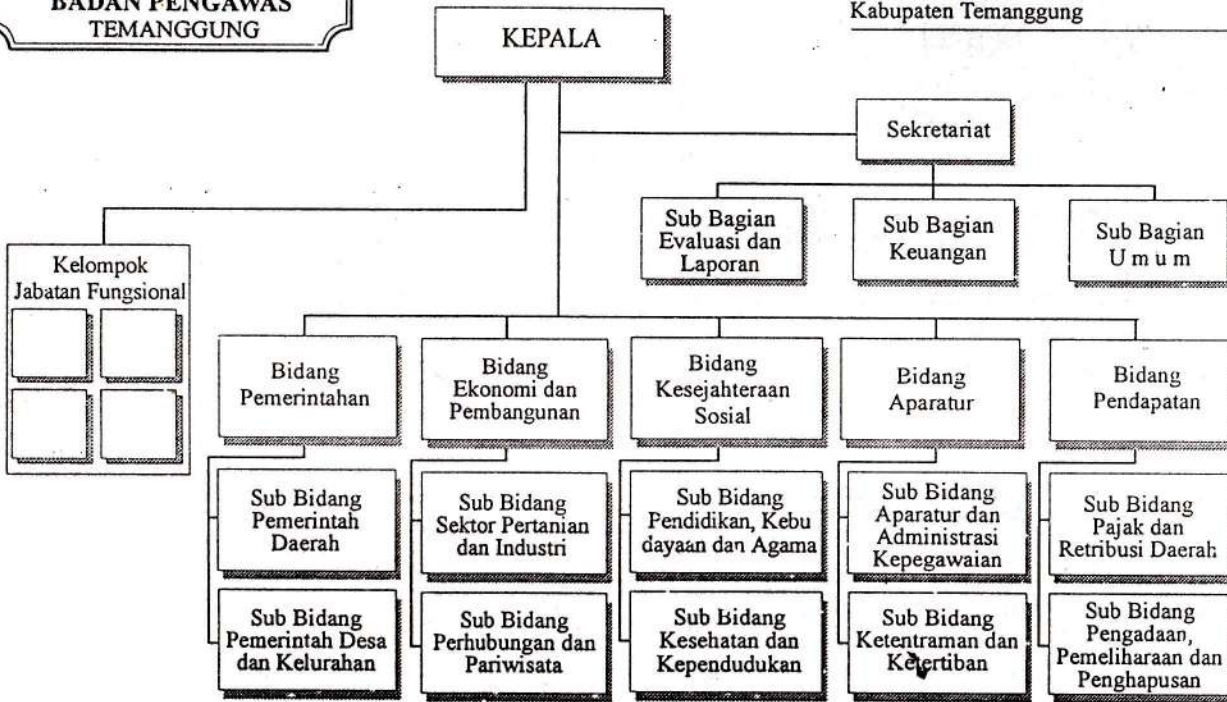 BADAN PENGAWAS
TEMANGGUNG
Kabupaten Temanggung
KEPALA
Sekretariat
Sub Bagian
Evaluasi dan
Laporan
Sub Bagian
Keuangan
Sub Bagian
U m u m
Kelompok
Jabatan Fungsional
Bidang
Pemerintahan
Bidang
Ekonomi dan
Pembangunan
Bidang
Kesejahteraan
Sosial
Bidang
Aparatur
Bidang
Pendapatan
Sub Bidang
Pemerintah
Daerah
Sub Bidang
Sektor Pertanian
dan Industri
Sub Bidang
Pendidikan, Kebu
dayaan dan Agama
Sub Bidang
Aparatur dan
Administrasi
Kepegawaian
Sub Bidang
Pajak dan
Retribusi Daerah
Sub Bidang
Pemerintah Desa
dan Kelurahan
Sub Bidang
Perhubungan dan
Pariwisata
Sub Bidang
Kesehatan dan
Kependudukan
Sub Bidang
Ketentraman dan
Ketertiban
Sub Bidang
Pengadaan,
Pemeliharaan dan
Penghapusan